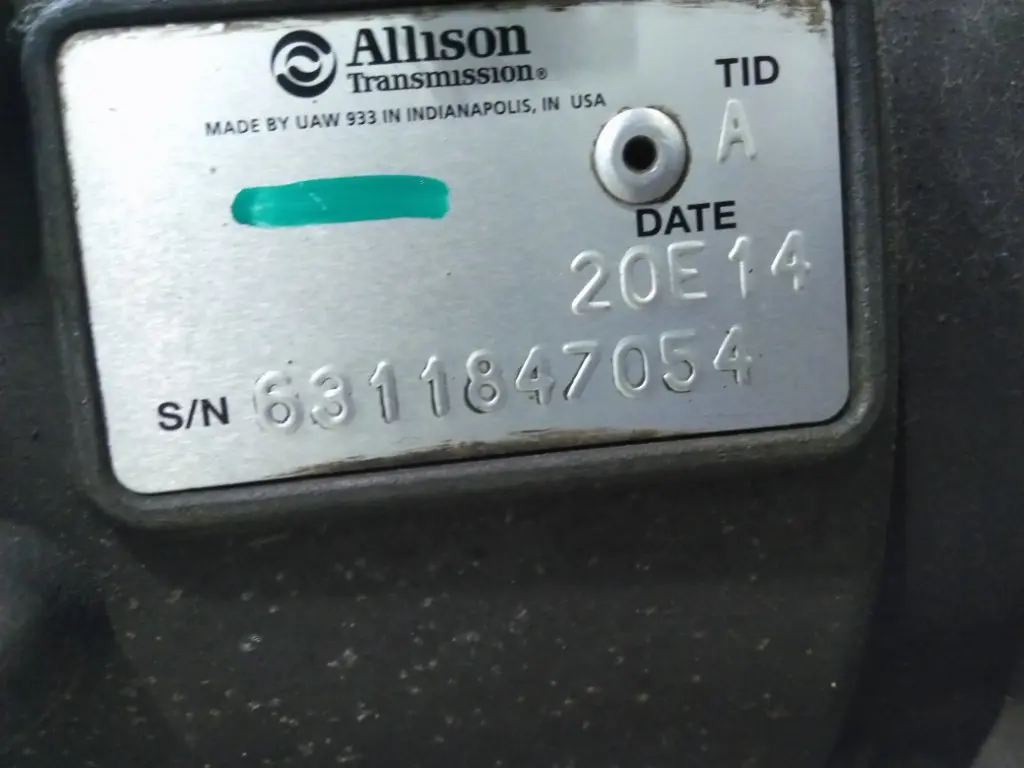 Allison
Transmission®
MADE BY UAW 933 IN INDIANAPOLIS, IN USA
TID
A
DATE
20E14
S/N 6311847054